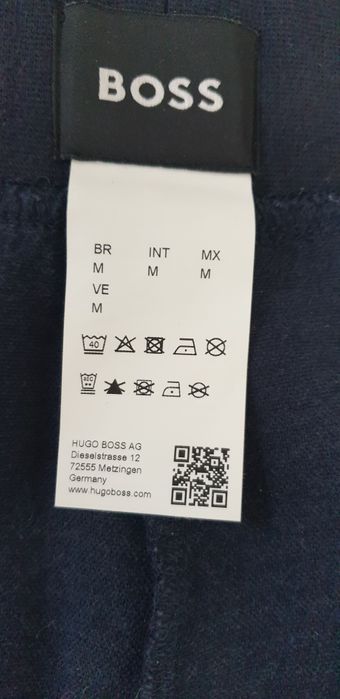 BOSS
BR INT MX
M M M
VE
M
40
HUGO BOSS AG
Dieselstrasse 12
72555 Metzingen
Germany
www.hugoboss.com